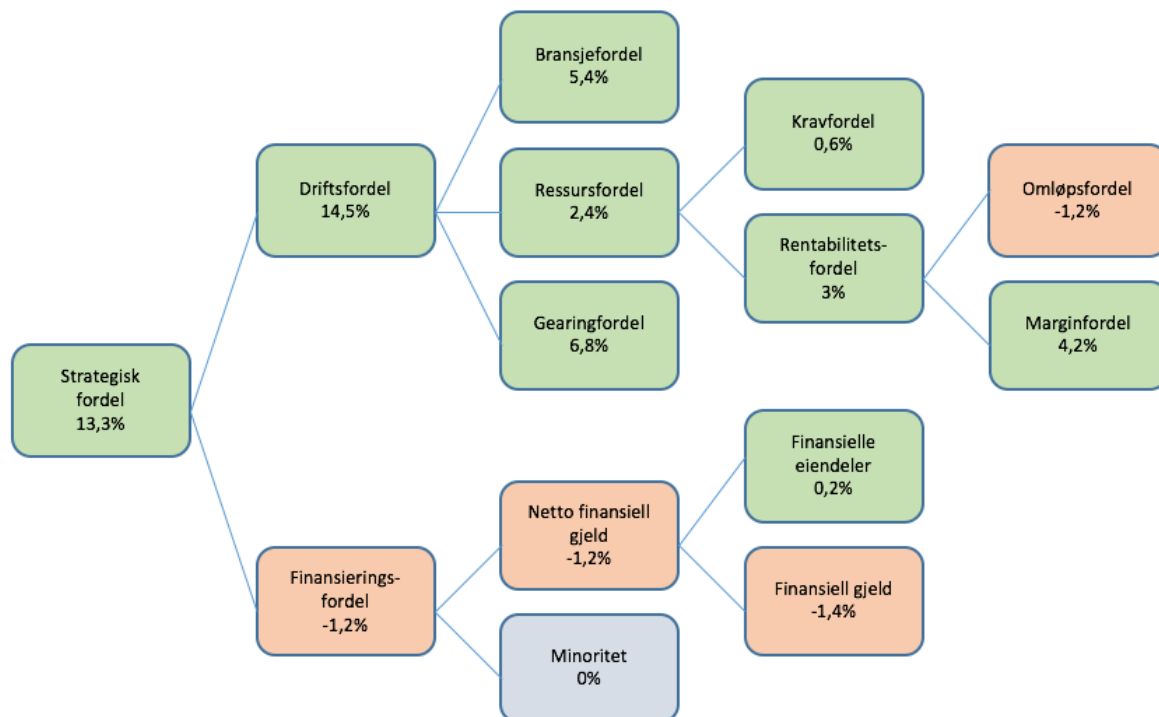 Bransjefordel
5,4%
Kravfordel
0,6%
Driftsfordel
14,5%
Ressursfordel
2,4%
Omløpsfordel
-1,2%
Rentabilitets-
fordel
3%
Gearingfordel
6,8%
Marginfordel
4,2%
Strategisk
fordel
13,3%
Finansielle
eiendeler
0,2%
Netto finansiell
gjeld
-1,2%
Finansierings-
fordel
-1,2%
Finansiell gjeld
-1,4%
Minoritet
0%